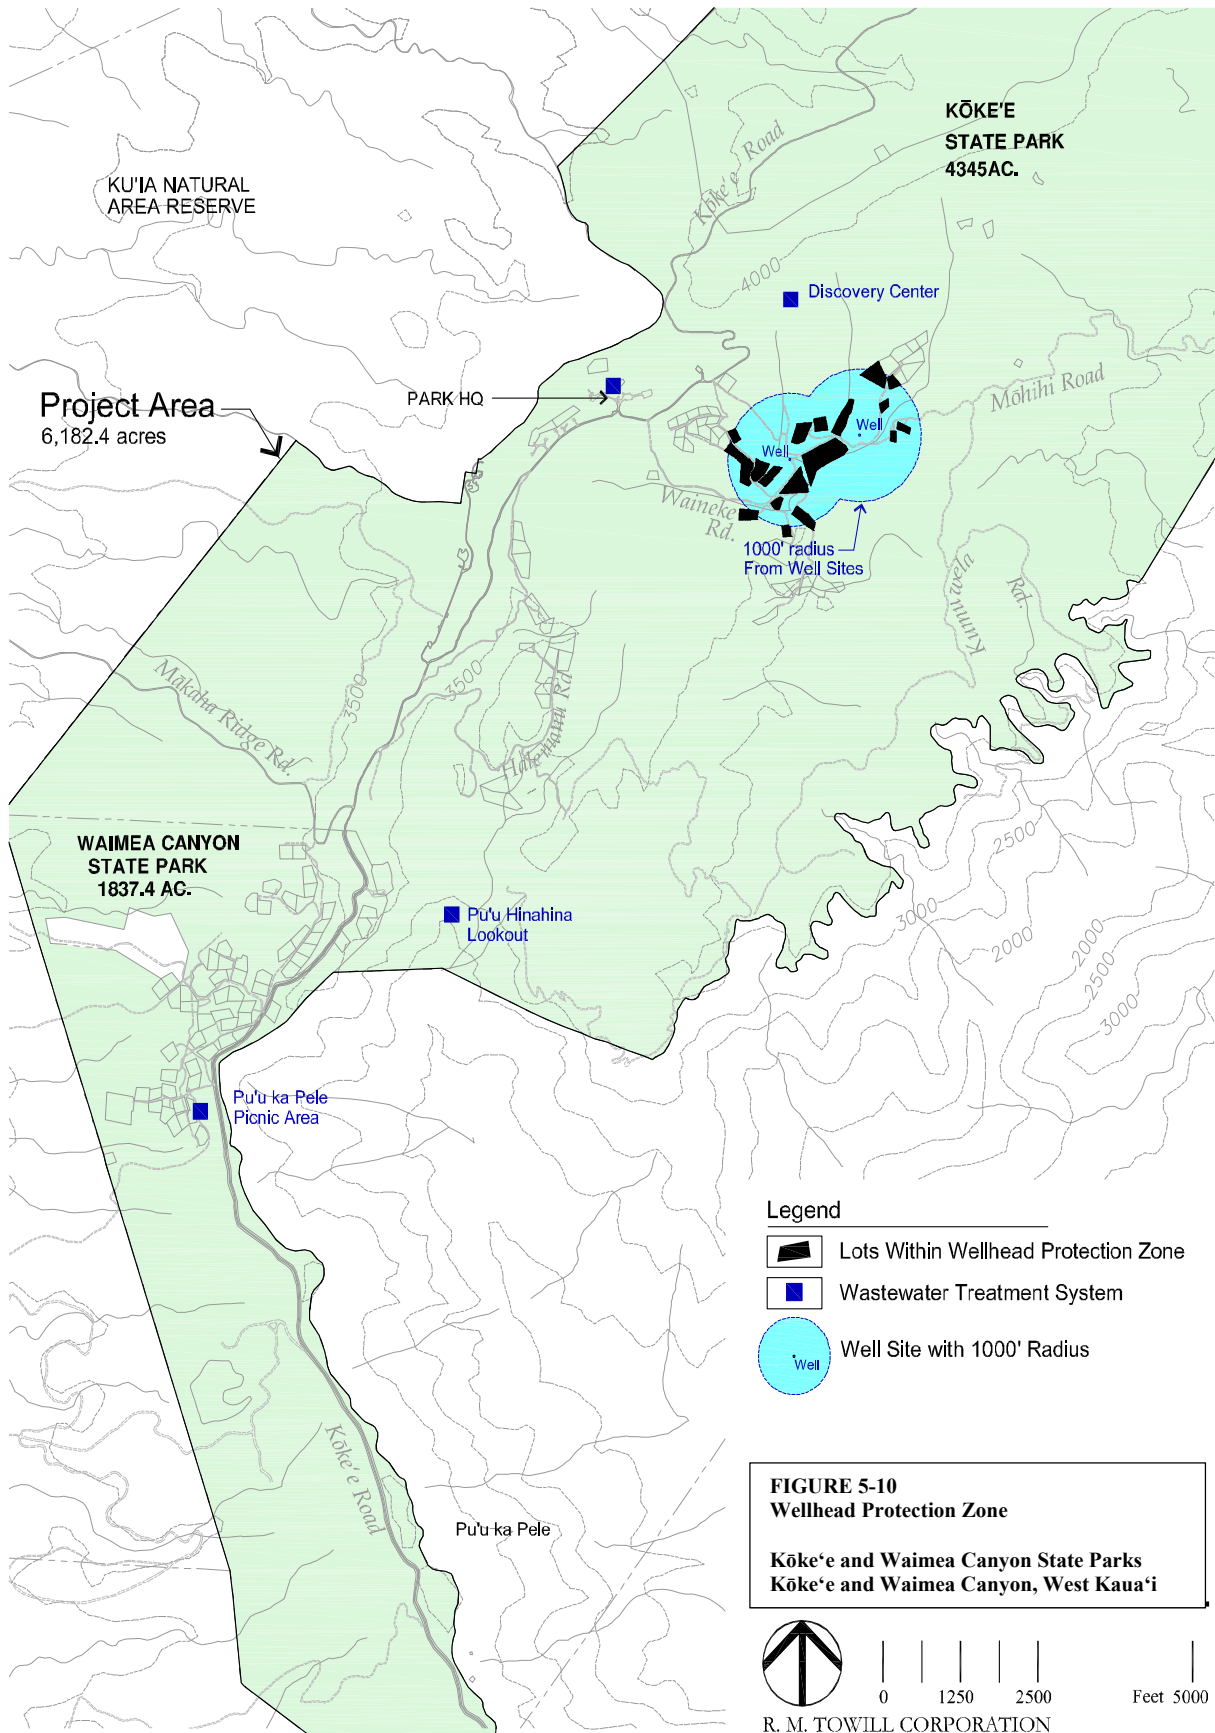 KŌKE'E
STATE PARK
4345AC.
KU'IA NATURAL
AREA RESERVE
Kōke'e Road
4000
Discovery Center
Project Area
6,182.4 acres
PARK HQ
Mōhihi Road
Well
Well
Waineke
Rd.
1000' radius
From Well Sites
Kumuwela
Rd.
Mākaha Ridge Rd.
3500
3500
Halemanu Rd
WAIMEA CANYON
STATE PARK
1837.4 AC.
2500
3000
2000
2000
2500
3000
Pu'u Hinahina
Lookout
Pu'u ka Pele
Picnic Area
Legend
Lots Within Wellhead Protection Zone
Wastewater Treatment System
Well Site with 1000' Radius
Well
Kōke'e Road
Pu'u ka Pele
FIGURE 5-10
Wellhead Protection Zone
Kōke‘e and Waimea Canyon State Parks
Kōke‘e and Waimea Canyon, West Kaua‘i
0 1250 2500 Feet 5000
R. M. TOWILL CORPORATION